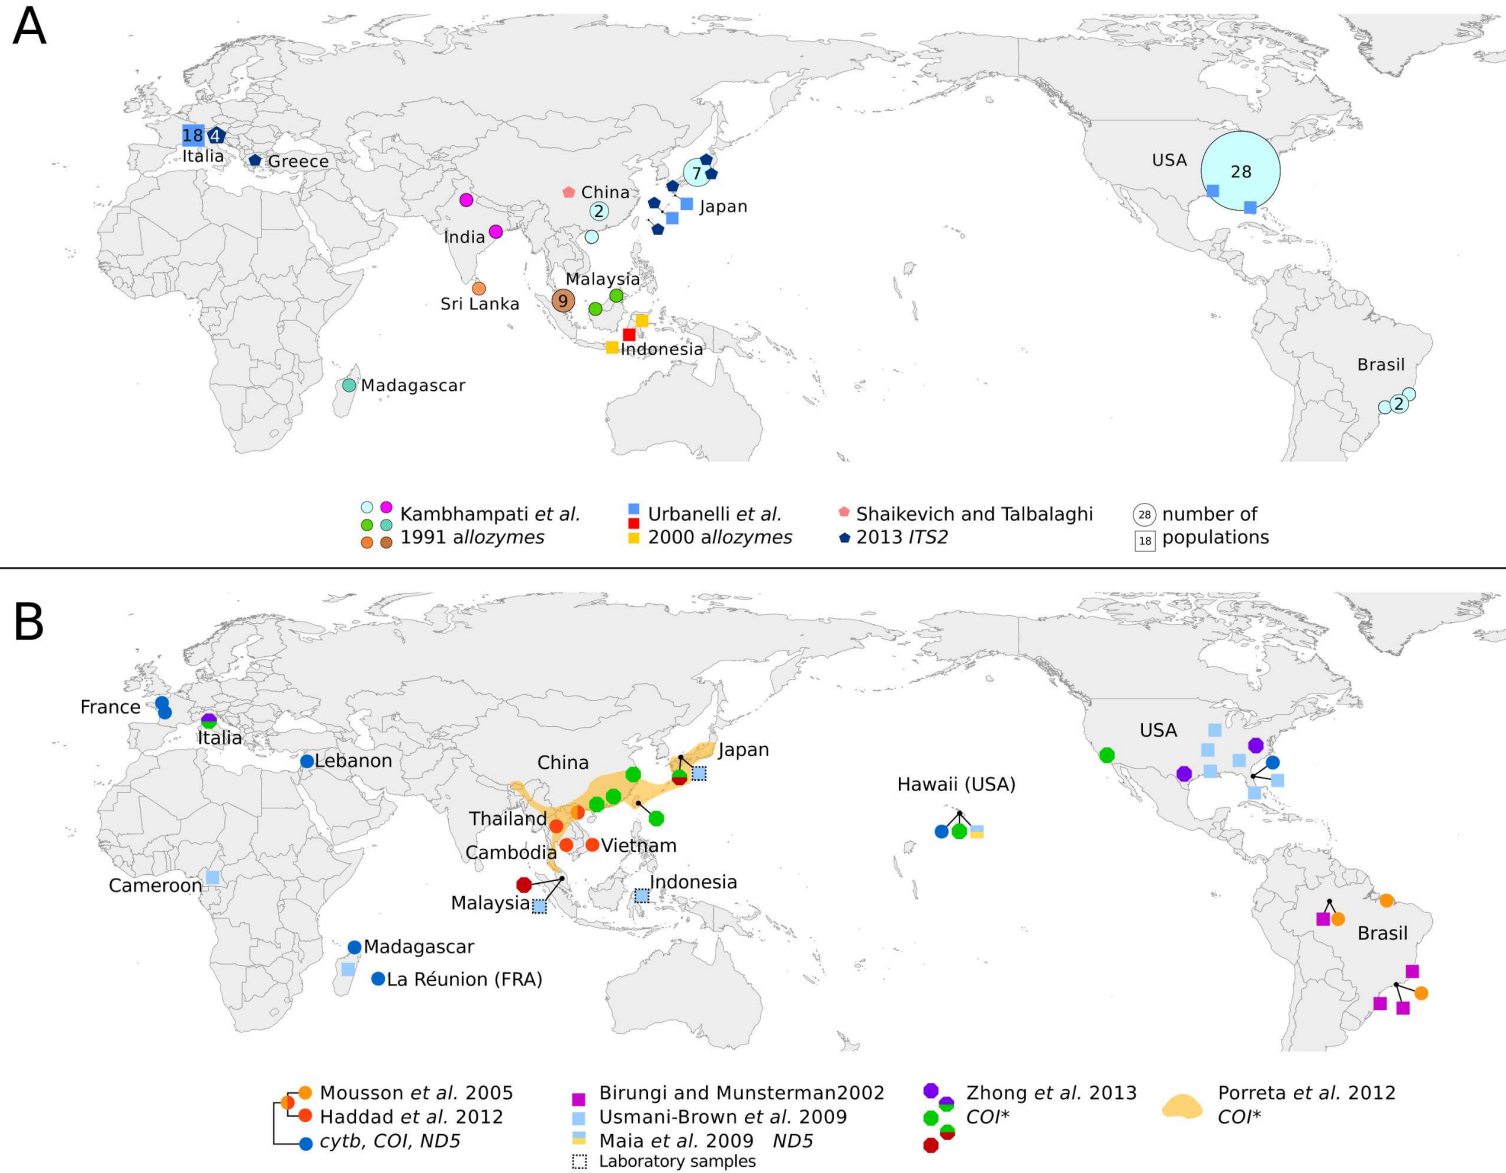 A
18
4
Italia
Greece
7
China
2
Japan
India
Malaysia
9
Sri Lanka
Indonesia
Madagascar
USA
28
Brasil
2
Kambhampati et al.
1991 allozymes
Urbanelli et al.
2000 allozymes
Shaikevich and Talbalaghi
2013 ITS2
28
number of
18
populations
B
France
Italia
Lebanon
China
Japan
Thailand
Cambodia
Vietnam
Cameroon
Malaysia
Indonesia
Madagascar
La Réunion (FRA)
Hawaii (USA)
USA
Brasil
Mousson et al. 2005
Haddad et al. 2012
cytb, COI, ND5
Birungi and Munsterman2002
Usmani-Brown et al. 2009
Maia et al. 2009 ND5
Laboratory samples
Zhong et al. 2013
COI*
Porreta et al. 2012
COI*